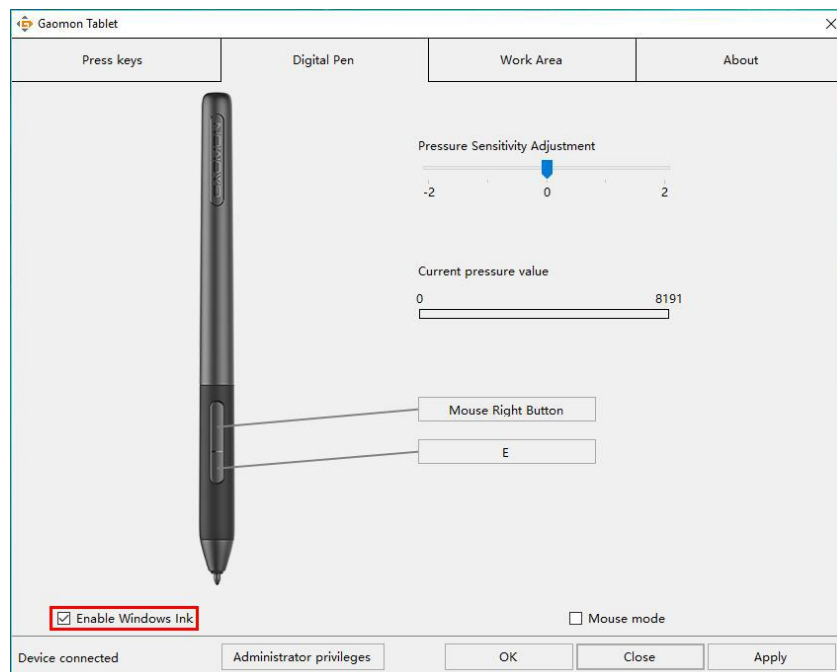 Gaomon Tablet
Press keys
Digital Pen
Work Area
About
GAOMON
Pressure Sensitivity Adjustment
-2 0 2
Current pressure value
0 8191
Mouse Right Button
E
Enable Windows Ink
Mouse mode
Device connected
Administrator privileges
OK
Close
Apply